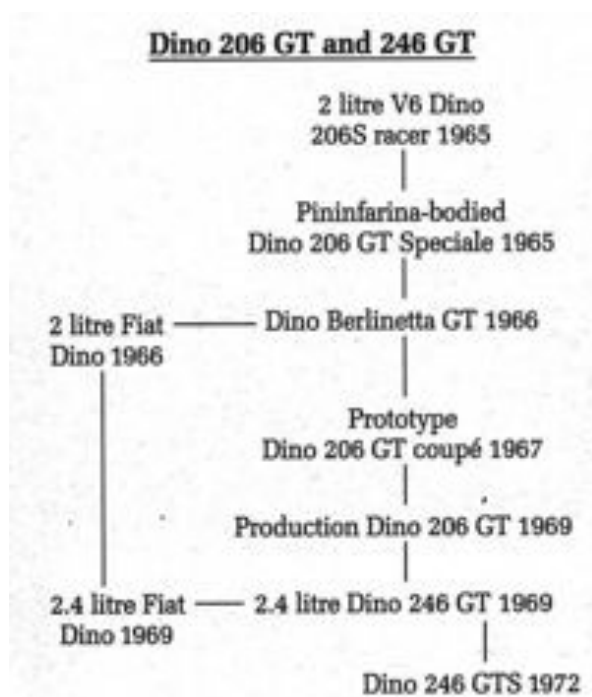 Dino 206 GT and 246 GT
2 litre V6 Dino
206S racer 1965
Pininfarina-bodied
Dino 206 GT Speciale 1965
2 litre Fiat
Dino 1966
Dino Berlinetta GT 1966
Prototype
Dino 206 GT coupé 1967
Production Dino 206 GT 1969
2.4 litre Fiat
Dino 1969
2.4 litre Dino 246 GT 1969
Dino 246 GTS 1972